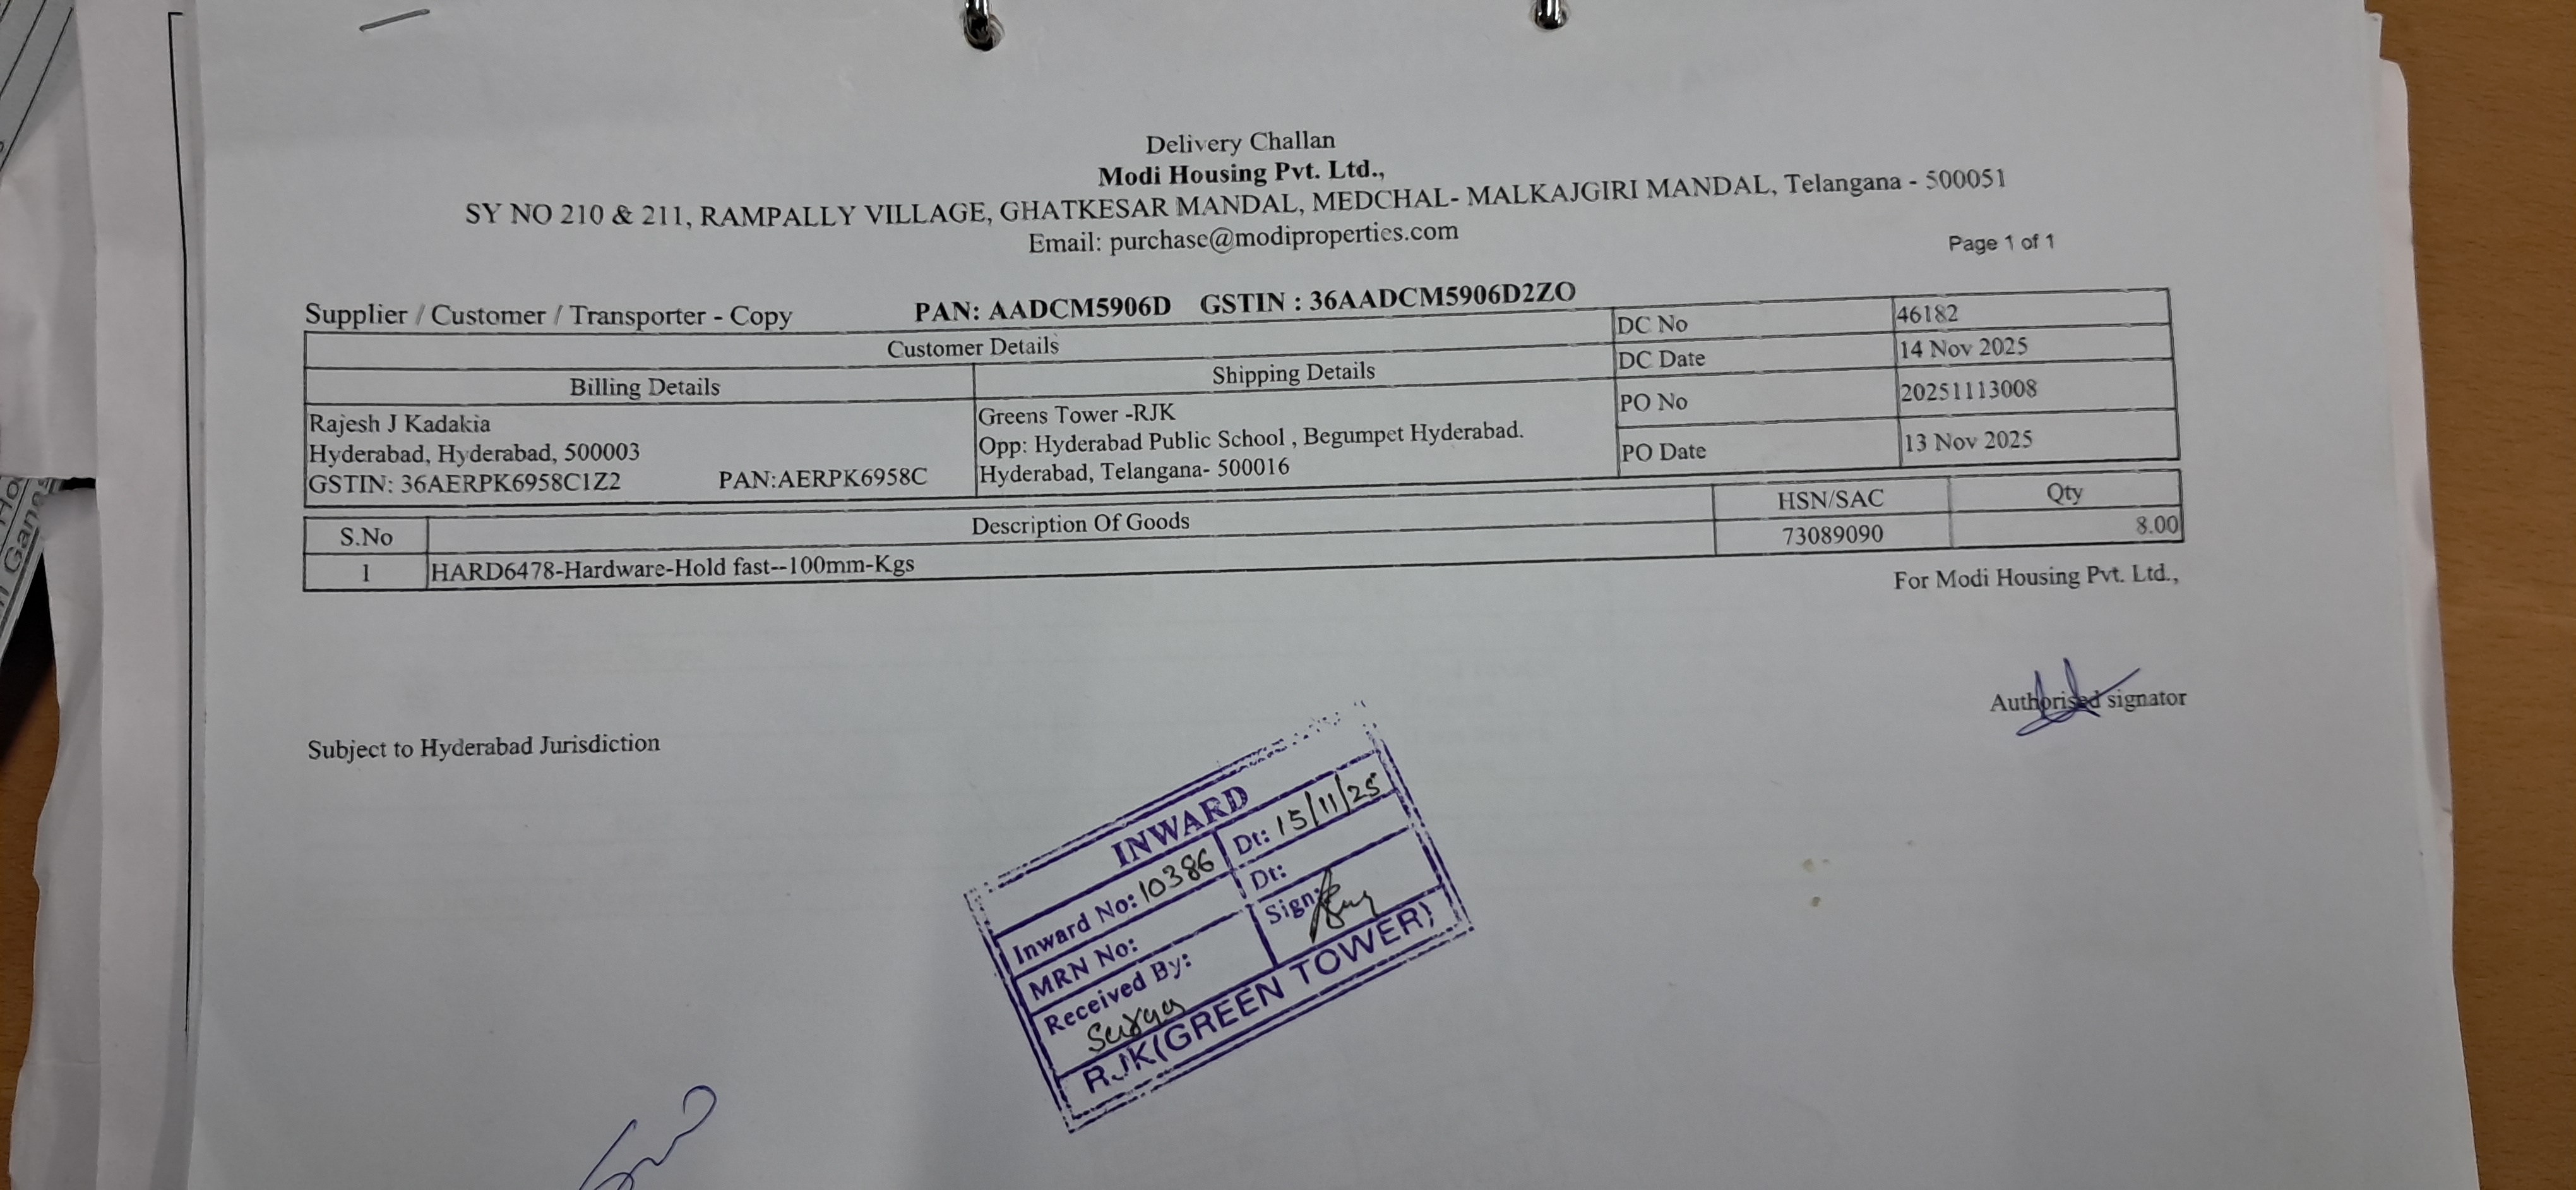 Delivery Challan
Modi Housing Pvt. Ltd.,
SY NO 210 & 211, RAMPALLY VILLAGE, GHATKESAR MANDAL, MEDCHAL- MALKAJGIRI MANDAL, Telangana - 500051
Email: purchase@modiproperties.com
Page 1 of 1
Supplier / Customer / Transporter - Copy PAN: AADCM5906D GSTIN : 36AADCM5906D2ZO
Customer Details
DC No 46182
DC Date 14 Nov 2025
PO No 20251113008
PO Date 13 Nov 2025
Billing Details
Rajesh J Kadakia
Hyderabad, Hyderabad, 500003
GSTIN: 36AERPK6958C1Z2 PAN:AERPK6958C
Shipping Details
Greens Tower -RJK
Opp: Hyderabad Public School , Begumpet Hyderabad.
Hyderabad, Telangana- 500016
S.No Description Of Goods HSN/SAC Qty
1 HARD6478-Hardware-Hold fast--100mm-Kgs 73089090 8.00
For Modi Housing Pvt. Ltd.,
Authorised signator
Subject to Hyderabad Jurisdiction
INWARD
Inward No: 10386 Dt: 15/11/25
MRN No: Dt:
Received By: Sign:
RJK(GREEN TOWER)